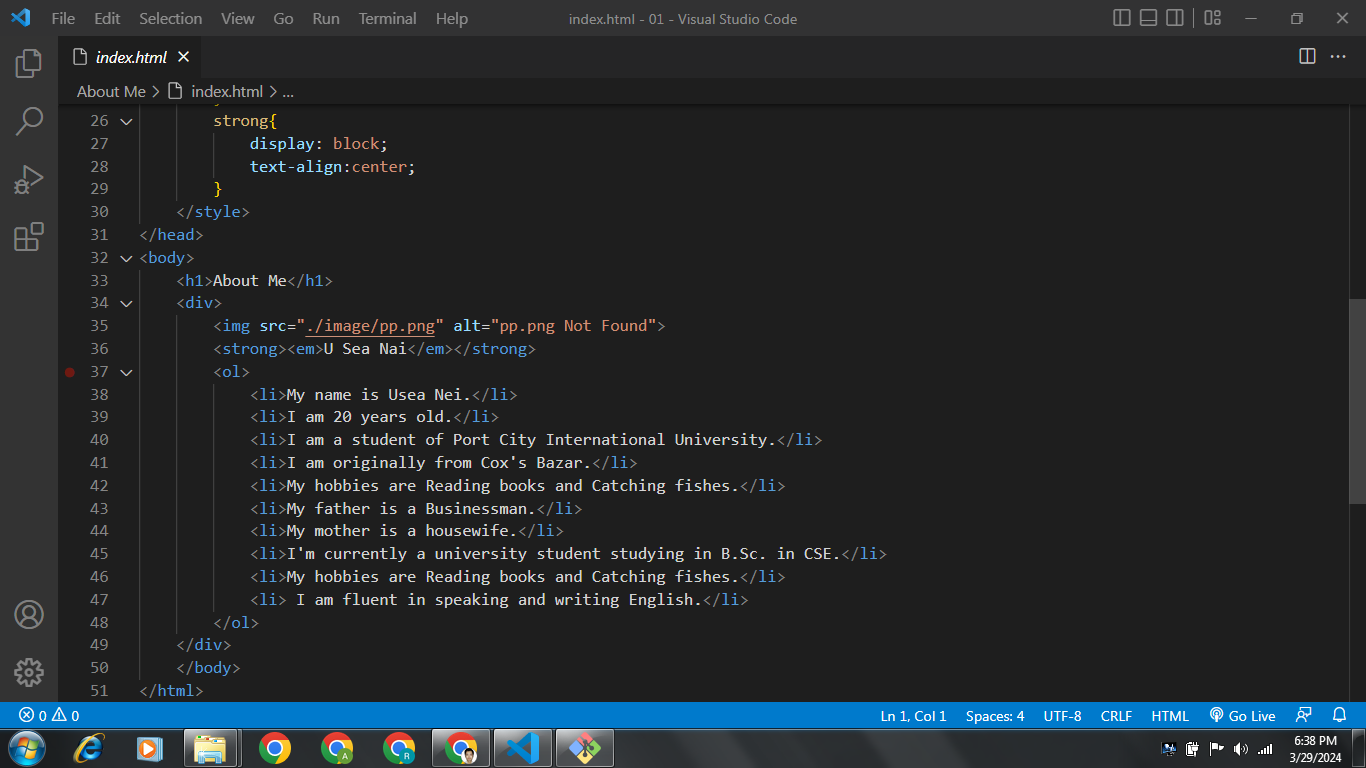 File Edit Selection View Go Run Terminal Help index.html - 01 - Visual Studio Code
index.html
About Me > index.html > ...
26 strong{
27 display: block;
28 text-align:center;
29 }
30 </style>
31 </head>
32 <body>
33 <h1>About Me</h1>
34 <div>
35 <img src="./image/pp.png" alt="pp.png Not Found">
36 <strong><em>U Sea Nai</em></strong>
37 <ol>
38 <li>My name is Usea Nei.</li>
39 <li>I am 20 years old.</li>
40 <li>I am a student of Port City International University.</li>
41 <li>I am originally from Cox's Bazar.</li>
42 <li>My hobbies are Reading books and Catching fishes.</li>
43 <li>My father is a Businessman.</li>
44 <li>My mother is a housewife.</li>
45 <li>I'm currently a university student studying in B.Sc. in CSE.</li>
46 <li>My hobbies are Reading books and Catching fishes.</li>
47 <li> I am fluent in speaking and writing English.</li>
48 </ol>
49 </div>
50 </body>
51 </html>
0 0 Ln 1, Col 1 Spaces: 4 UTF-8 CRLF HTML Go Live
A R 6:38 PM
3/29/2024